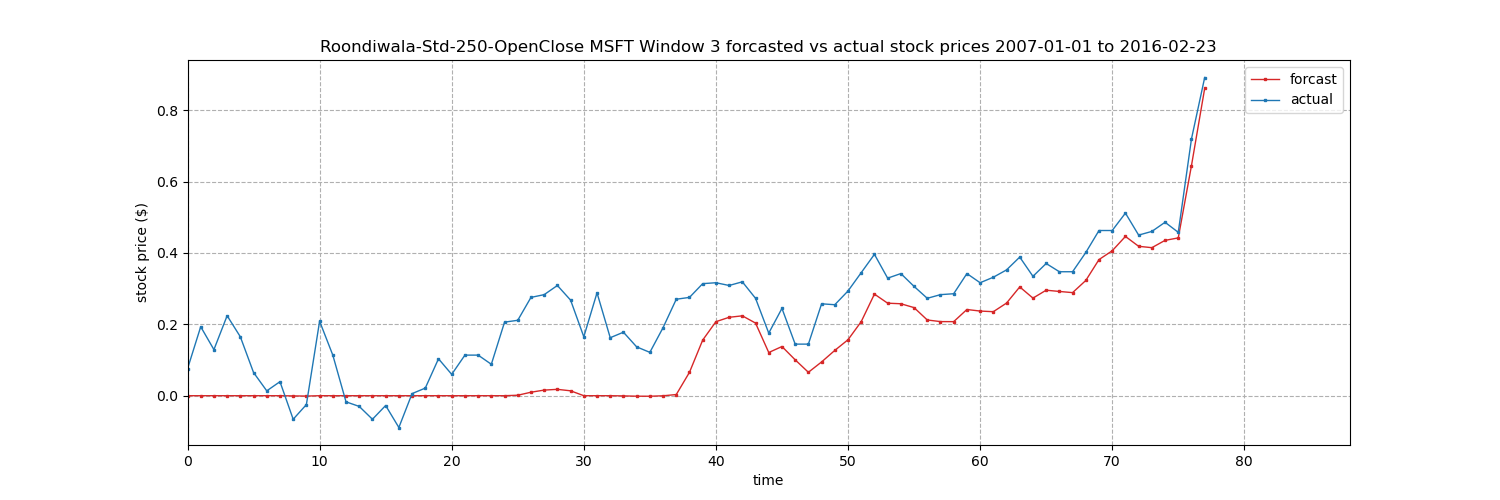 Roondiwala-Std-250-OpenClose MSFT Window 3 forcasted vs actual stock prices 2007-01-01 to 2016-02-23
forcast
actual
stock price ($)
0.8
0.6
0.4
0.2
0.0
0 10 20 30 40 50 60 70 80
time